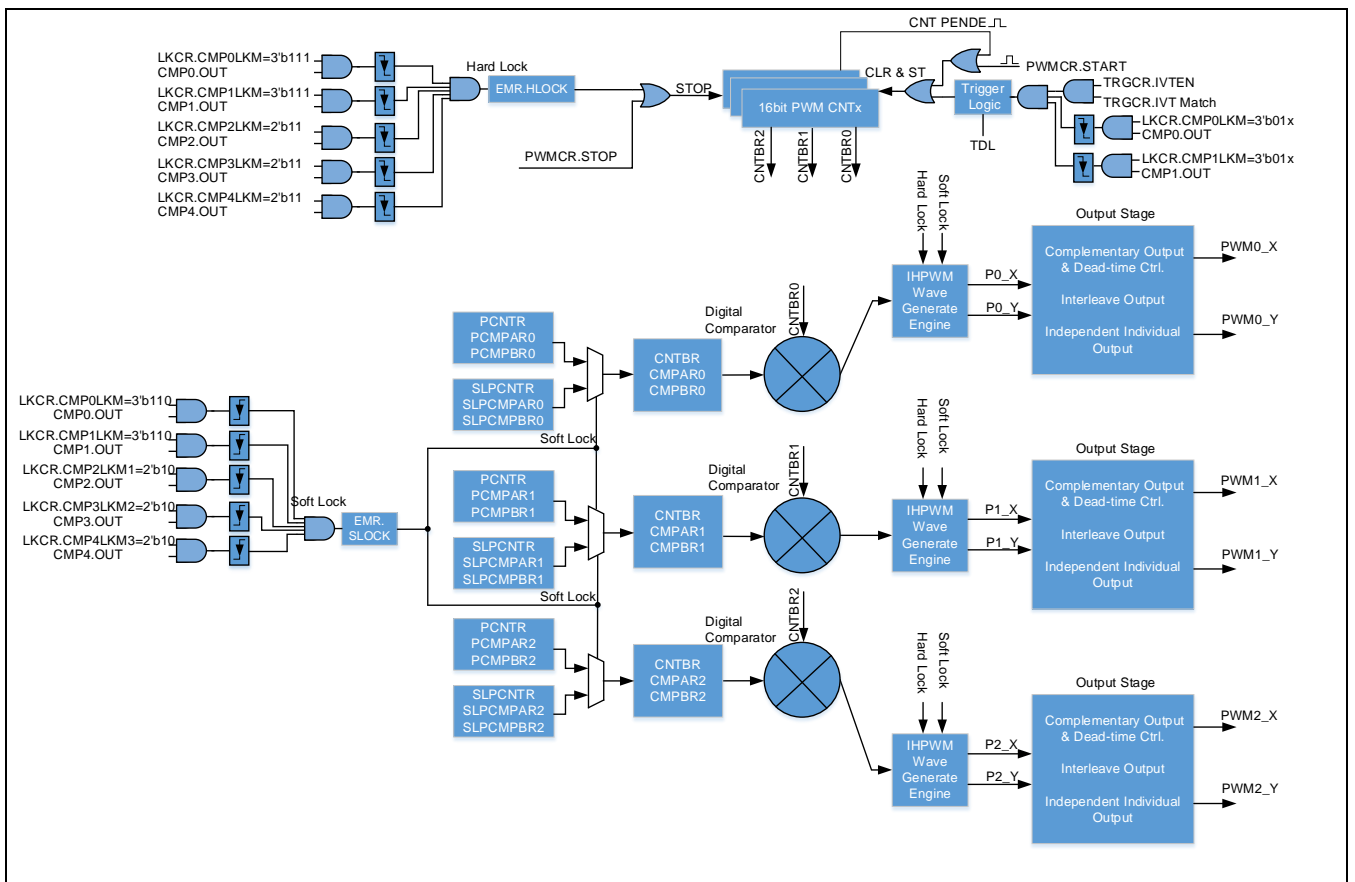 CNT PENDE
LKCR.CMP0LKM=3'b111
CMP0.OUT
LKCR.CMP1LKM=3'b111
CMP1.OUT
LKCR.CMP2LKM=2'b11
CMP2.OUT
LKCR.CMP3LKM=2'b11
CMP3.OUT
LKCR.CMP4LKM=2'b11
CMP4.OUT
Hard Lock
EMR.HLOCK
PWMCR.STOP
STOP
16bit PWM CNTx
CNTBR2
CNTBR1
CNTBR0
CLR & ST
PWMCR.START
Trigger
Logic
TDL
TRGCR.IVTEN
TRGCR.IVT Match
LKCR.CMP0LKM=3'b01x
CMP0.OUT
LKCR.CMP1LKM=3'b01x
CMP1.OUT
LKCR.CMP0LKM=3'b110
CMP0.OUT
LKCR.CMP1LKM=3'b110
CMP1.OUT
LKCR.CMP2LKM1=2'b10
CMP2.OUT
LKCR.CMP3LKM2=2'b10
CMP3.OUT
LKCR.CMP4LKM3=2'b10
CMP4.OUT
Soft Lock
EMR.
SLOCK
PCNTR
PCMPAR0
PCMPBR0
SLPCNTR
SLPCMPAR0
SLPCMPBR0
Soft Lock
CNTBR
CMPAR0
CMPBR0
Digital
Comparator
CNTBR0
Hard Lock
Soft Lock
IHPWM
Wave
Generate
Engine
P0_X
P0_Y
Output Stage
Complementary Output
& Dead-time Ctrl.
Interleave Output
Independent Individual
Output
PWM0_X
PWM0_Y
PCNTR
PCMPAR1
PCMPBR1
SLPCNTR
SLPCMPAR1
SLPCMPBR1
Soft Lock
CNTBR
CMPAR1
CMPBR1
Digital
Comparator
CNTBR1
Hard Lock
Soft Lock
IHPWM
Wave
Generate
Engine
P1_X
P1_Y
Output Stage
Complementary Output
& Dead-time Ctrl.
Interleave Output
Independent Individual
Output
PWM1_X
PWM1_Y
PCNTR
PCMPAR2
PCMPBR2
SLPCNTR
SLPCMPAR2
SLPCMPBR2
CNTBR
CMPAR2
CMPBR2
Digital
Comparator
CNTBR2
Hard Lock
Soft Lock
IHPWM
Wave
Generate
Engine
P2_X
P2_Y
Output Stage
Complementary Output
& Dead-time Ctrl.
Interleave Output
Independent Individual
Output
PWM2_X
PWM2_Y